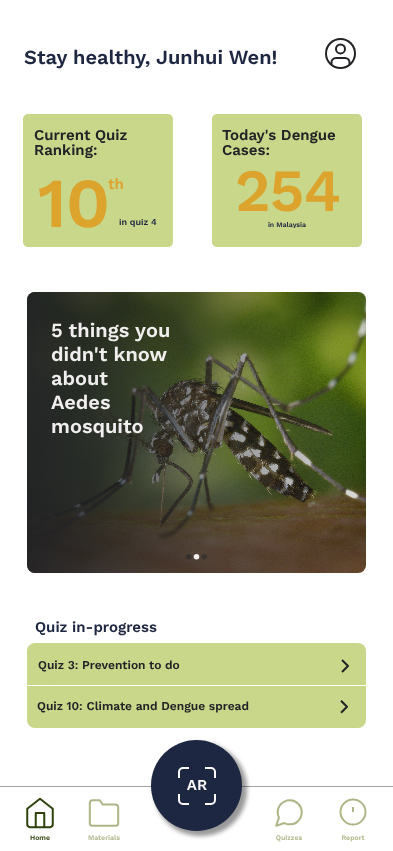 Stay healthy, Junhui Wen!
Current Quiz
Ranking:
10th
in quiz 4
Today's Dengue
Cases:
254
in Malaysia
5 things you
didn't know
about
Aedes
mosquito
Quiz in-progress
Quiz 3: Prevention to do
Quiz 10: Climate and Dengue spread
AR
Home
Materials
Quizzes
Report